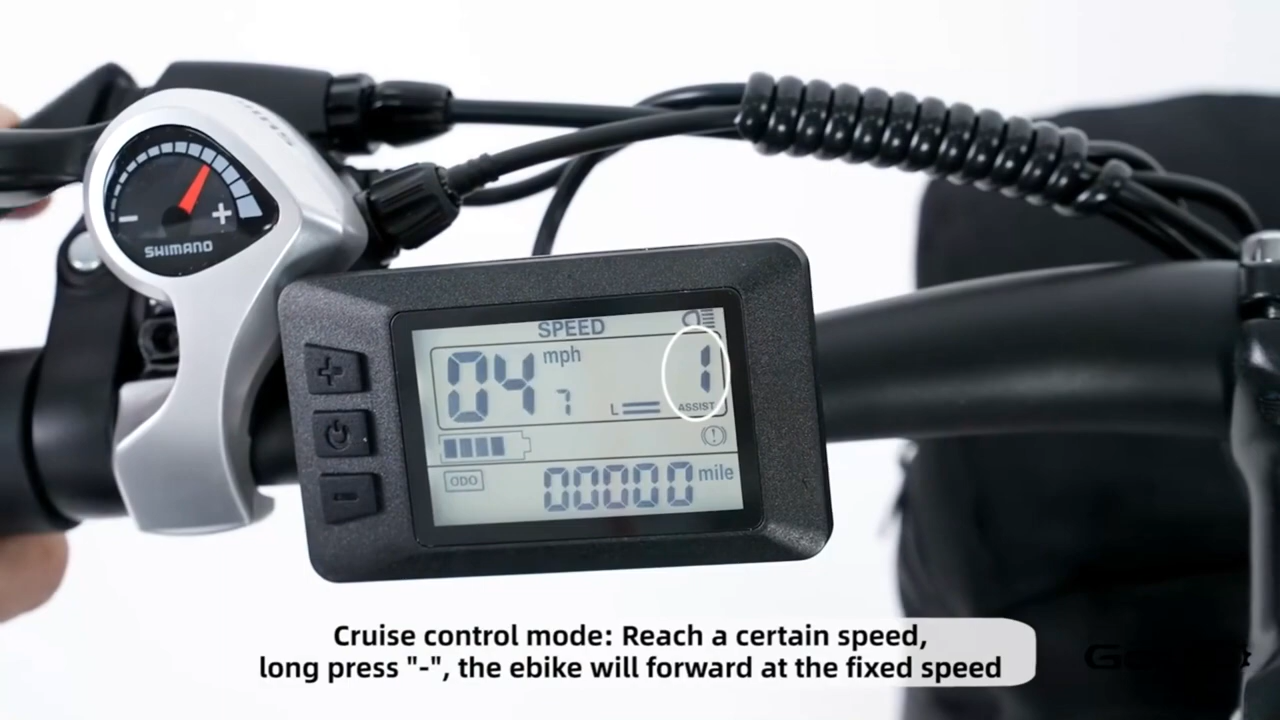 SHIMANO
SPEED
04 7 mph
1
L
ASSIST
ODO
00000 mile
Cruise control mode: Reach a certain speed,
long press "-", the ebike will forward at the fixed speed